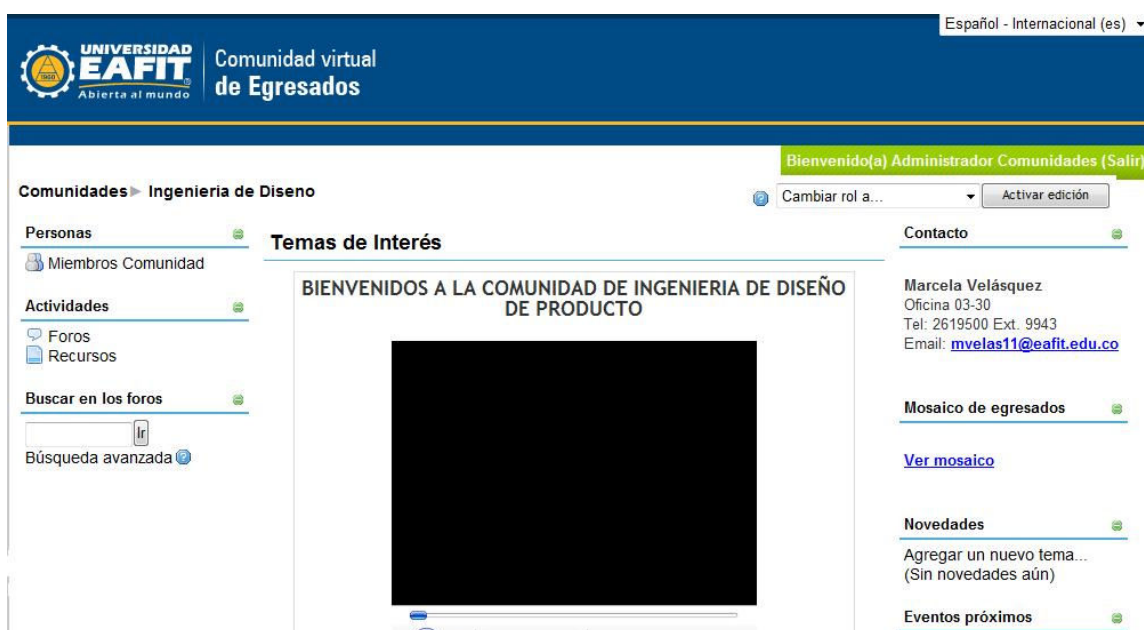 Español - Internacional (es)
UNIVERSIDAD
EAFIT
Abierta al mundo
Comunidad virtual
de Egresados
Bienvenido(a) Administrador Comunidades (Salir)
Comunidades Ingenieria de Diseno
Cambiar rol a...
Activar edición
Personas
Miembros Comunidad
Actividades
Foros
Recursos
Buscar en los foros
Ir
Búsqueda avanzada
Temas de Interés
BIENVENIDOS A LA COMUNIDAD DE INGENIERIA DE DISEÑO
DE PRODUCTO
Contacto
Marcela Velásquez
Oficina 03-30
Tel: 2619500 Ext. 9943
Email: mvelas11@eafit.edu.co
Mosaico de egresados
Ver mosaico
Novedades
Agregar un nuevo tema...
(Sin novedades aún)
Eventos próximos